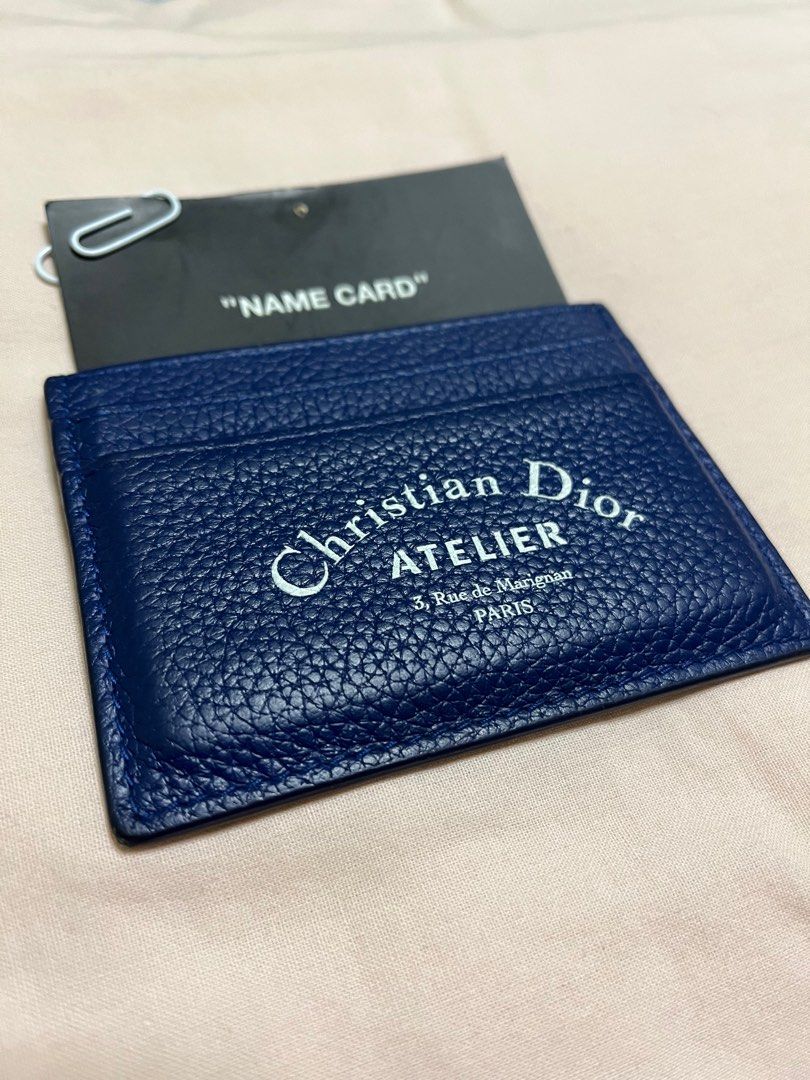 "NAME CARD"
Christian Dior
ATELIER
3, Rue de Marignan
PARIS